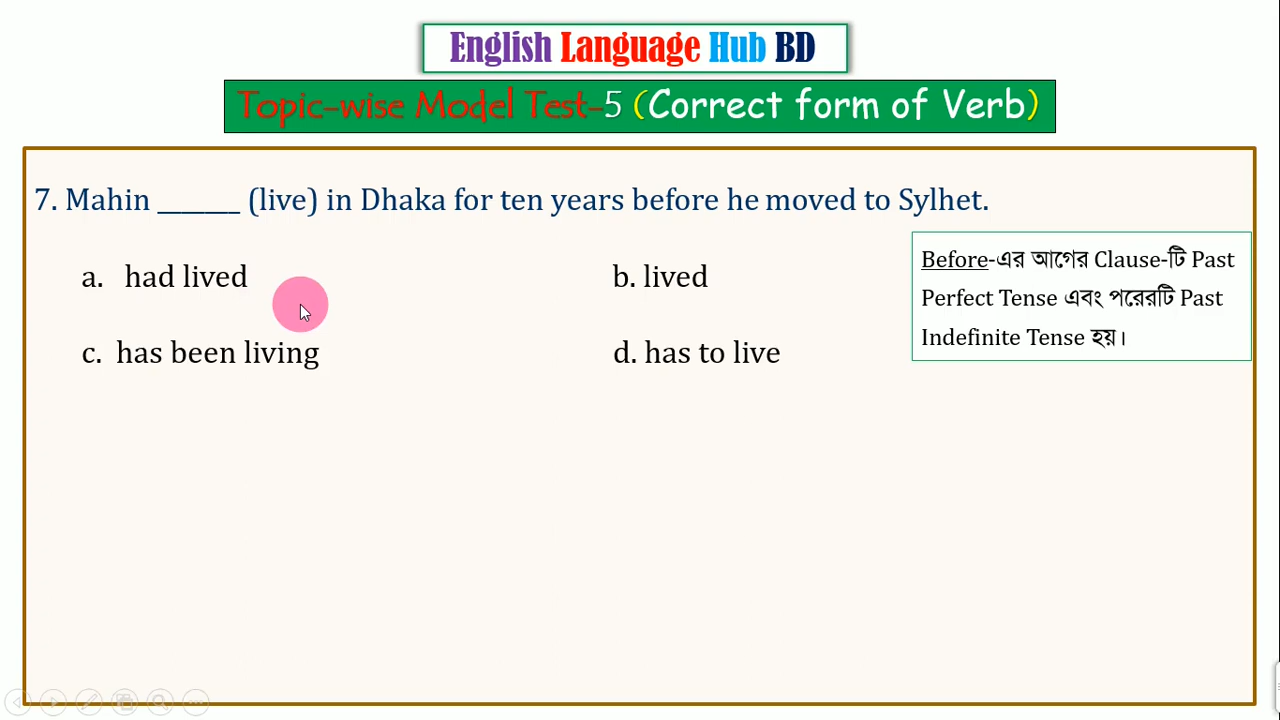 English Language Hub BD
Topic-wise Model Test-5 (Correct form of Verb)
7. Mahin _______ (live) in Dhaka for ten years before he moved to Sylhet.
a. had lived
b. lived
c. has been living
d. has to live
Before-এর আগের Clause-টি Past
Perfect Tense এবং পরেরটি Past
Indefinite Tense হয়।